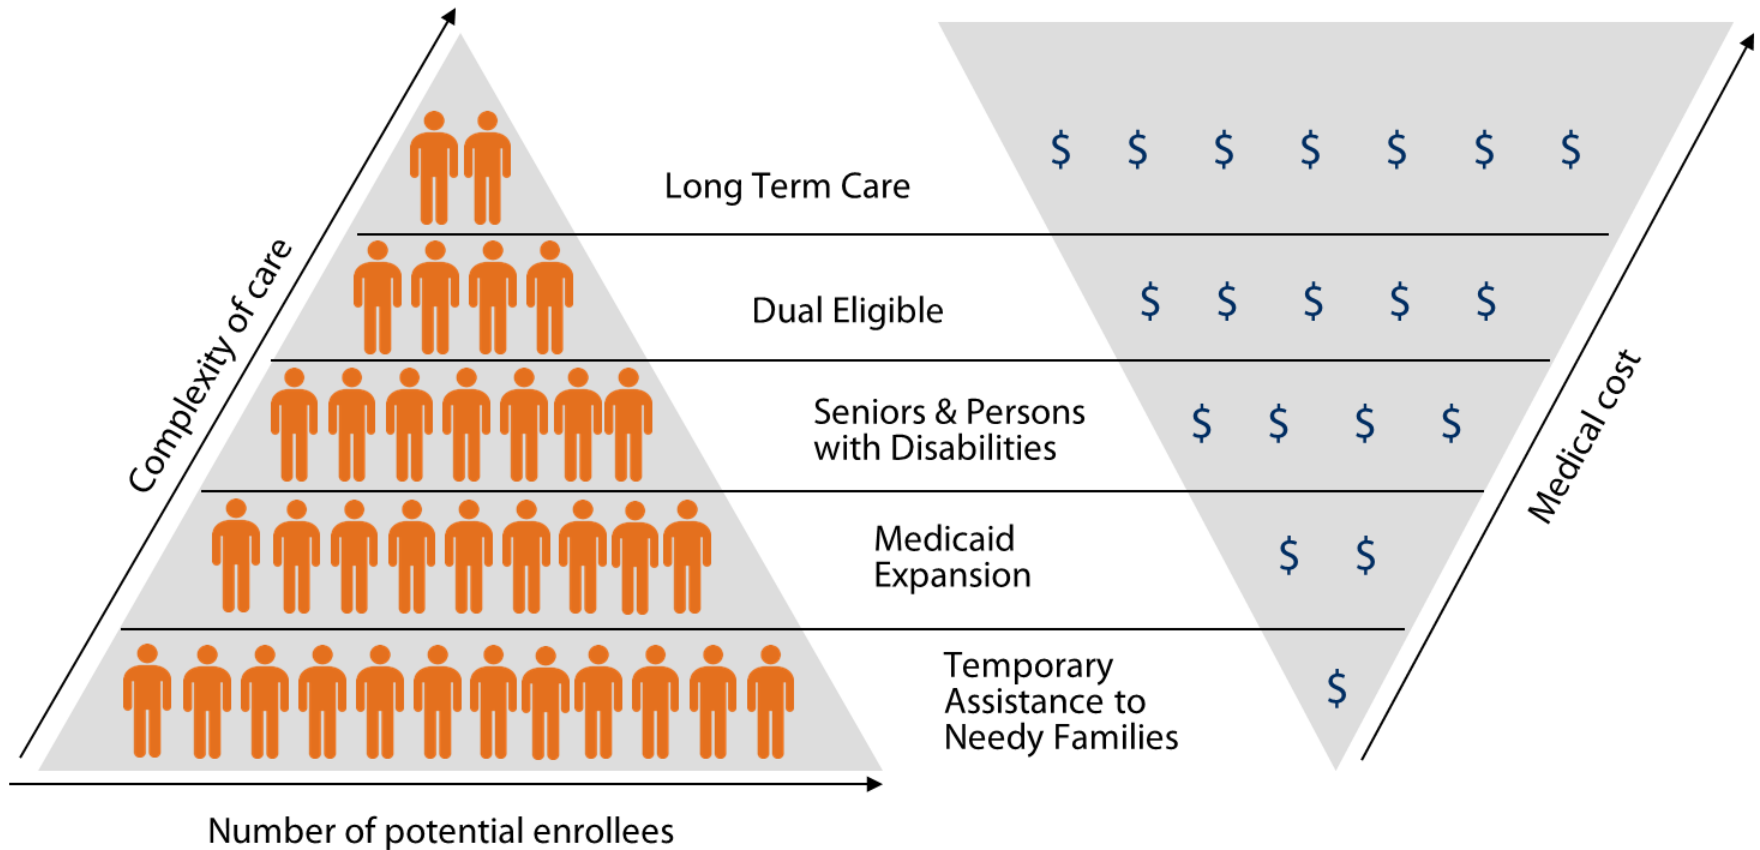 $ $ $ $ $ $ $
Long Term Care
Complexity of care
$ $ $ $ $
Dual Eligible
Seniors & Persons
with Disabilities
$ $ $ $
Medical cost
Medicaid
Expansion
$ $
Temporary
Assistance to
Needy Families
$
Number of potential enrollees